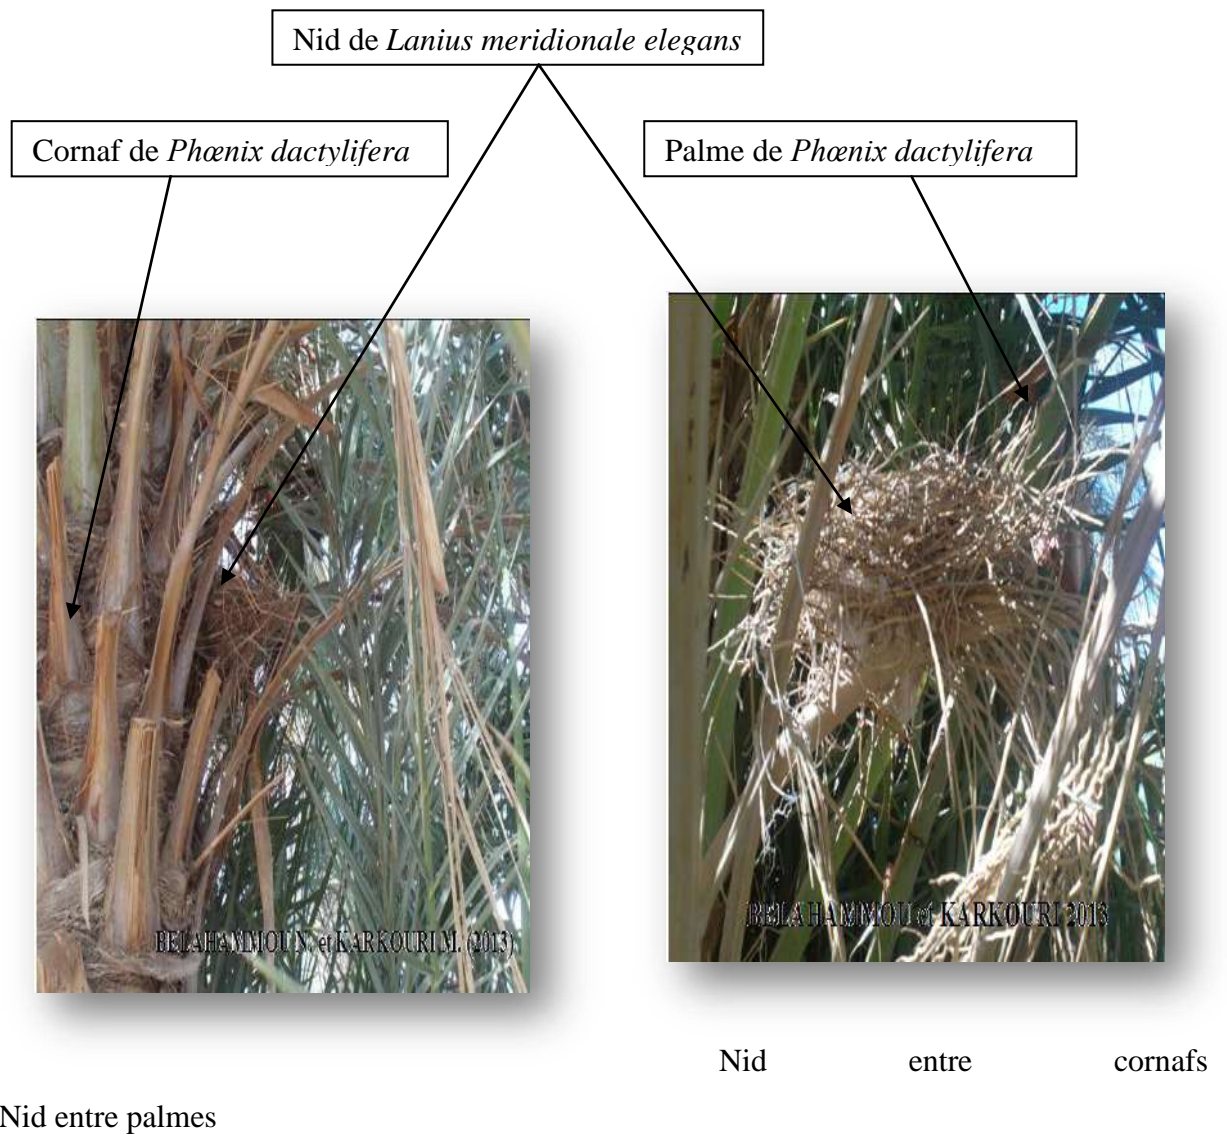 Nid de Lanius meridionale elegans
Cornaf de Phœnix dactylifera
Palme de Phœnix dactylifera
BELAHAMMOU N. et KARKOURI M. (2013)
BELAHAMMOU et KARKOURI 2013
Nid entre cornafs
Nid entre palmes